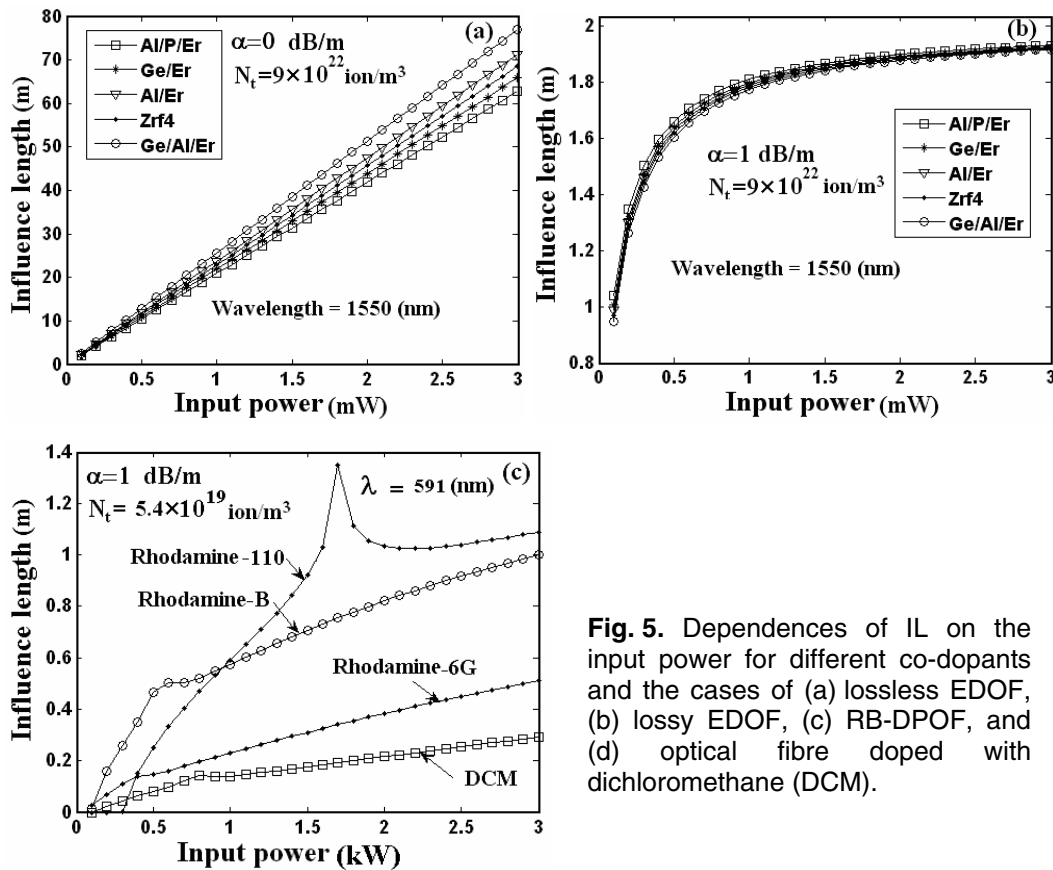 80
70
60
50
40
30
20
10
0
Influence length (m)
Al/P/Er
Ge/Er
Al/Er
Zrf4
Ge/Al/Er
α=0 dB/m
N_t=9×10^22 ion/m^3
(a)
Wavelength = 1550 (nm)
0 0.5 1 1.5 2 2.5 3
Input power (mW)
2
1.8
1.6
1.4
1.2
1
0.8
Influence length (m)
(b)
Al/P/Er
Ge/Er
Al/Er
Zrf4
Ge/Al/Er
α=1 dB/m
N_t=9×10^22 ion/m^3
Wavelength = 1550 (nm)
0 0.5 1 1.5 2 2.5 3
Input power (mW)
1.4
1.2
1
0.8
0.6
0.4
0.2
0
Influence length (m)
α=1 dB/m
N_t= 5.4×10^19 ion/m^3
λ = 591 (nm)
(c)
Rhodamine -110
Rhodamine-B
Rhodamine-6G
DCM
0 0.5 1 1.5 2 2.5 3
Input power (kW)
Fig. 5. Dependences of IL on the
input power for different co-dopants
and the cases of (a) lossless EDOF,
(b) lossy EDOF, (c) RB-DPOF, and
(d) optical fibre doped with
dichloromethane (DCM).